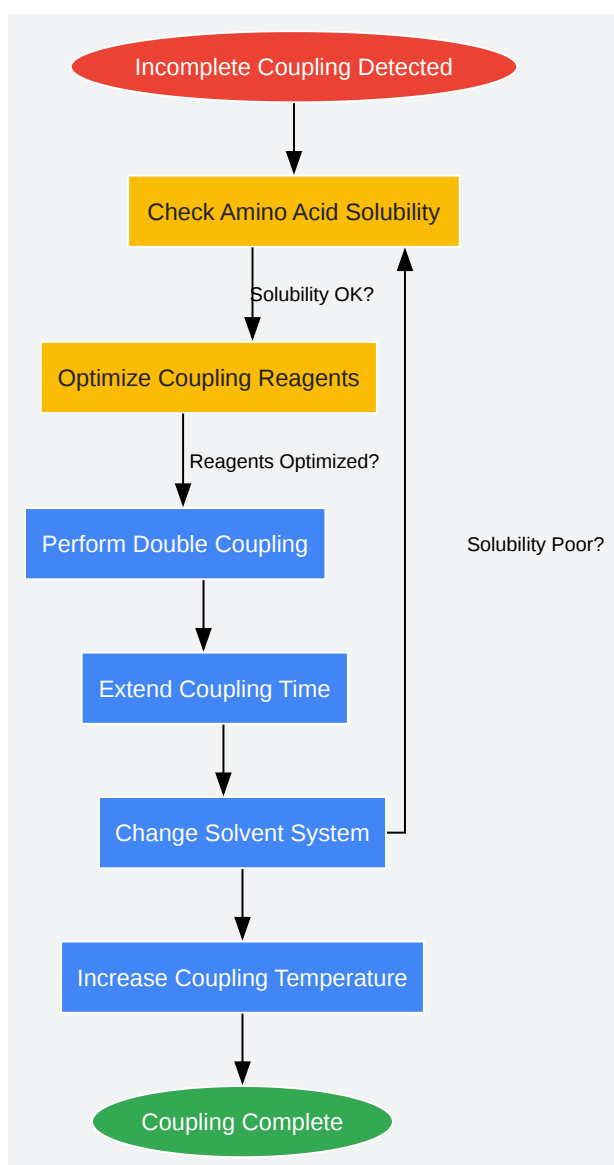 Incomplete Coupling Detected
Check Amino Acid Solubility
Solubility OK?
Optimize Coupling Reagents
Reagents Optimized?
Perform Double Coupling
Solubility Poor?
Extend Coupling Time
Change Solvent System
Increase Coupling Temperature
Coupling Complete